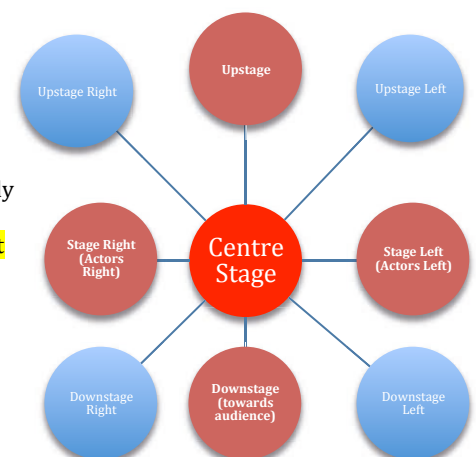 Upstage
Upstage Right
Upstage Left
Stage Right
(Actors
Right)
Centre
Stage
Stage Left
(Actors Left)
Downstage
Right
Downstage
(towards
audience)
Downstage
Left